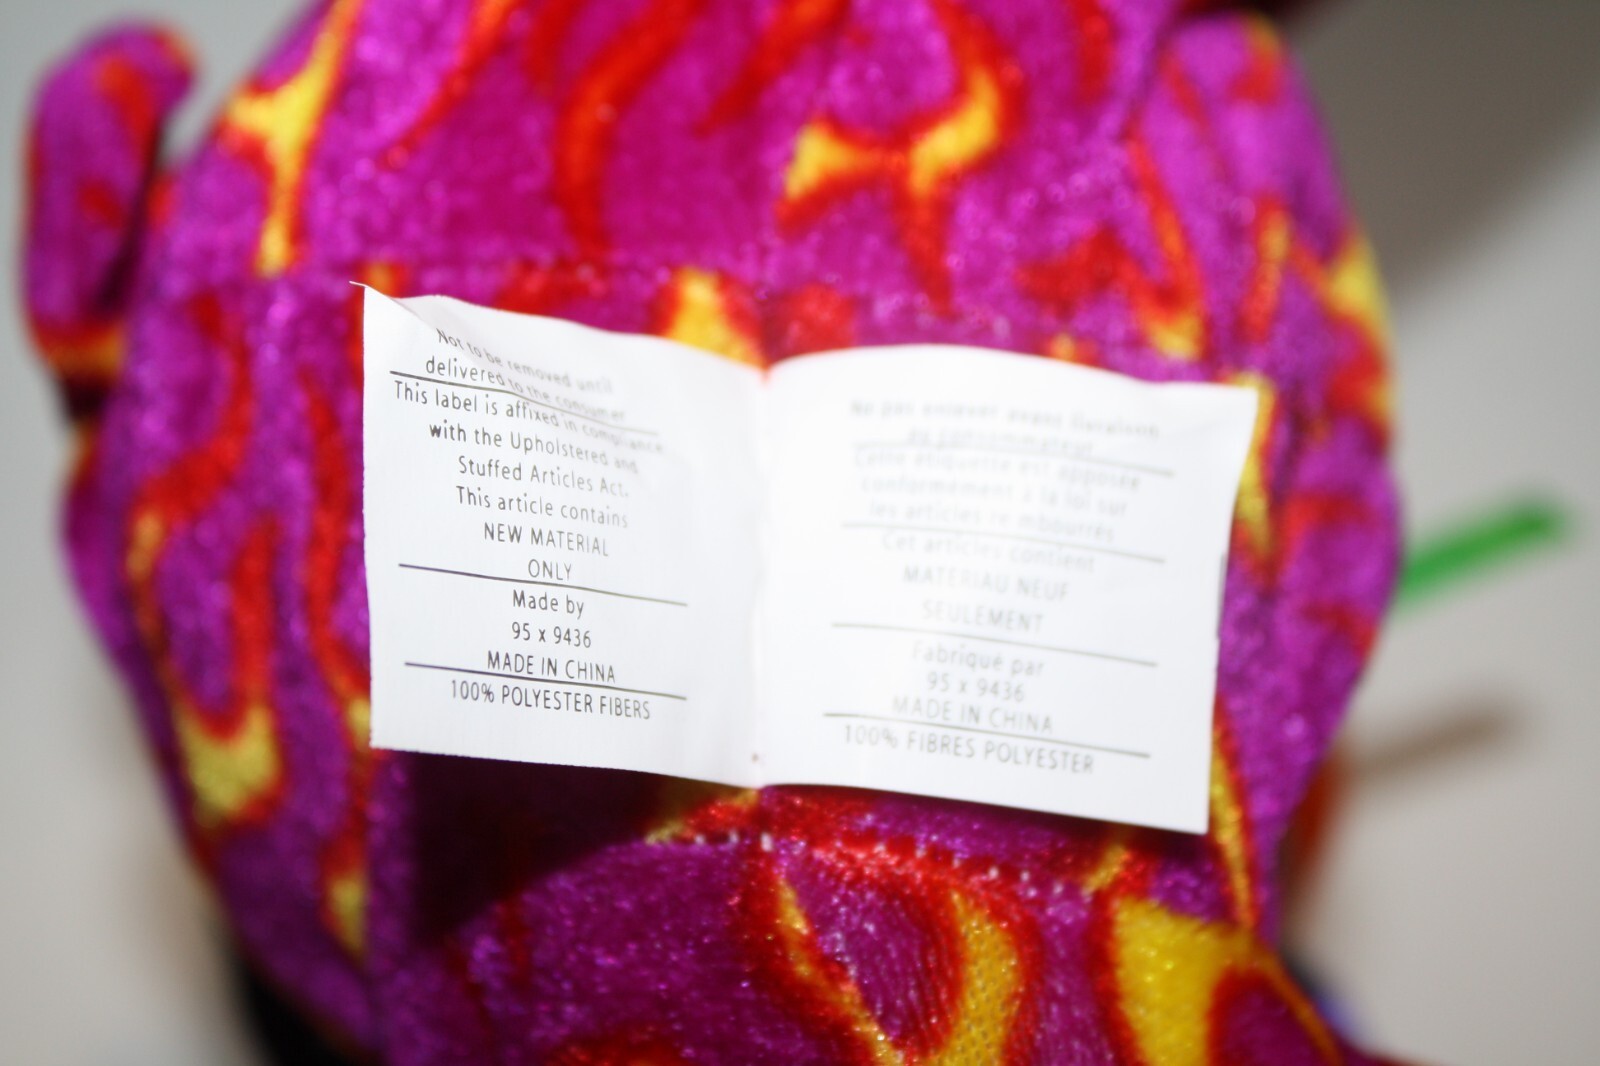 Not to be removed until
delivered to the consumer
This label is affixed in compliance
with the Upholstered and
Stuffed Articles Act.
This article contains
NEW MATERIAL
ONLY
Made by
95 x 9436
MADE IN CHINA
100% POLYESTER FIBERS
Ne pas enlever avant livraison
au consommateur
Cette étiquette est apposée
conformément à la loi sur
les articles rembourrés
Cet articles contient
MATERIAU NEUF
SEULEMENT
Fabriqué par
95 x 9436
MADE IN CHINA
100% FIBRES POLYESTER